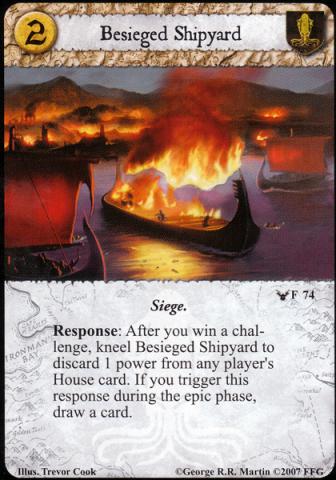 2
Besieged Shipyard
Siege.
F 74
Response: After you win a chal-
lenge, kneel Besieged Shipyard to
discard 1 power from any player's
House card. If you trigger this
response during the epic phase,
draw a card.
IRONMAN
BAY
Illus. Trevor Cook
©George R.R. Martin ©2007 FFG